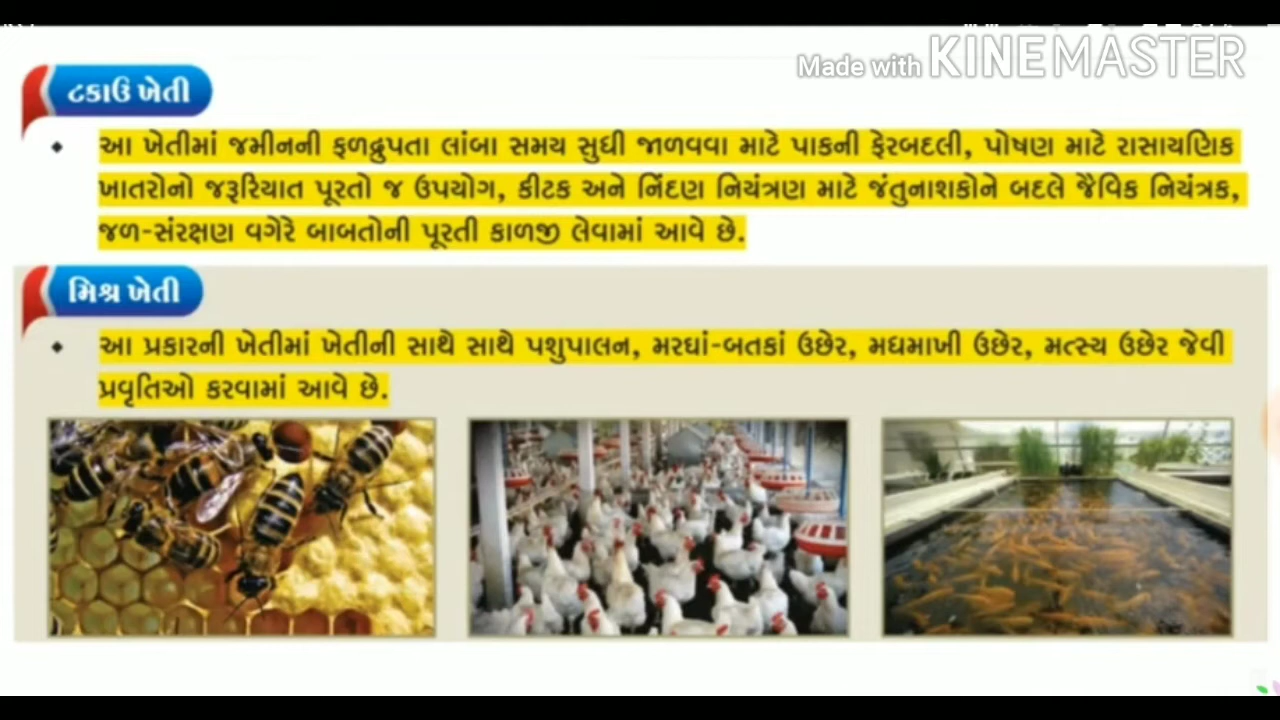 Made with KINEMASTER
ટકાઉ ખેતી
આ ખેતીમાં જમીનની ફળદ્રુપતા લાંબા સમય સુધી જાળવવા માટે પાકની ફેરબદલી, પોષણ માટે રાસાયણિક
ખાતરોનો જરૂરિયાત પૂરતો જ ઉપયોગ, કીટક અને નિંદણ નિયંત્રણ માટે જંતુનાશકોને બદલે જૈવિક નિયંત્રક,
જળ-સંરક્ષણ વગેરે બાબતોની પૂરતી કાળજી લેવામાં આવે છે.
મિશ્ર ખેતી
આ પ્રકારની ખેતીમાં ખેતીની સાથે સાથે પશુપાલન, મરઘાં-બતકાં ઉછેર, મધમાખી ઉછેર, મત્સ્ય ઉછેર જેવી
પ્રવૃતિઓ કરવામાં આવે છે.